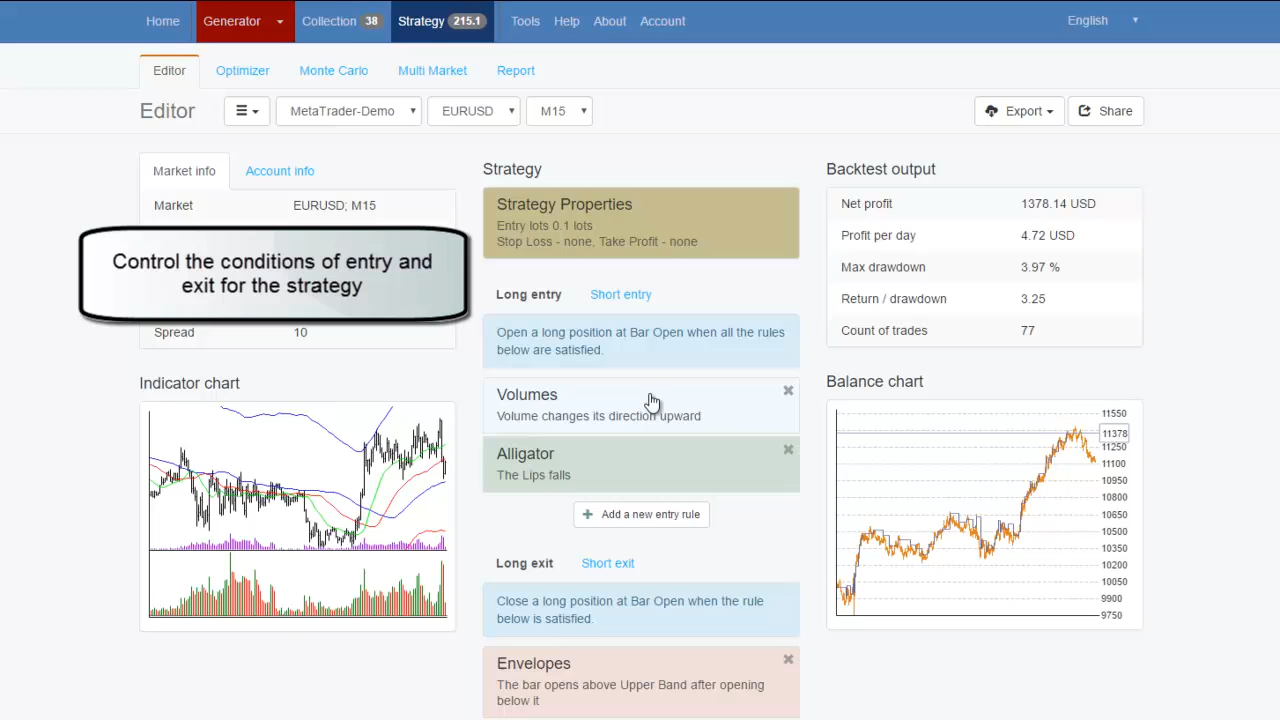 Home Generator Collection 38 Strategy 215.1 Tools Help About Account English
Editor Optimizer Monte Carlo Multi Market Report
Editor MetaTrader-Demo EURUSD M15 Export Share
Market info Account info
Market EURUSD; M15
Control the conditions of entry and
exit for the strategy
Spread 10
Indicator chart
Strategy
Strategy Properties
Entry lots 0.1 lots
Stop Loss - none, Take Profit - none
Long entry Short entry
Open a long position at Bar Open when all the rules
below are satisfied.
Volumes
Volume changes its direction upward
Alligator
The Lips falls
Add a new entry rule
Long exit Short exit
Close a long position at Bar Open when the rule
below is satisfied.
Envelopes
The bar opens above Upper Band after opening
below it
Backtest output
Net profit 1378.14 USD
Profit per day 4.72 USD
Max drawdown 3.97 %
Return / drawdown 3.25
Count of trades 77
Balance chart
11550
11378
11250
11100
10950
10800
10650
10500
10350
10200
10050
9900
9750